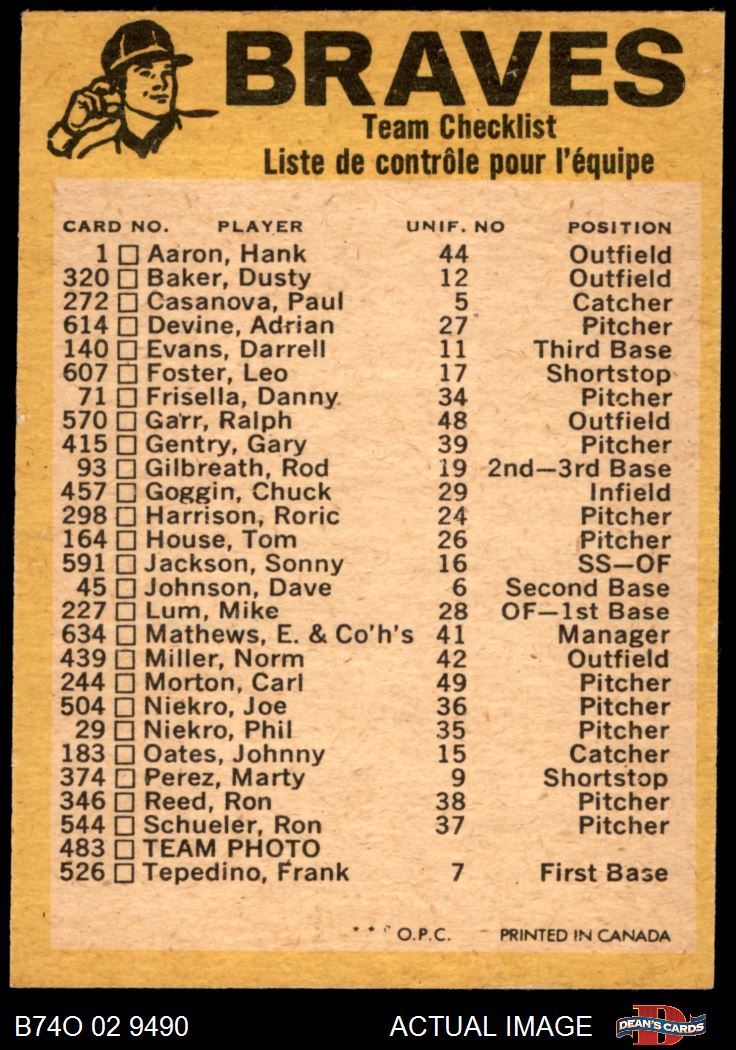 BRAVES
Team Checklist
Liste de contrôle pour l'équipe
CARD NO. PLAYER UNIF. NO POSITION
1 □ Aaron, Hank 44 Outfield
320 □ Baker, Dusty 12 Outfield
272 □ Casanova, Paul 5 Catcher
614 □ Devine, Adrian 27 Pitcher
140 □ Evans, Darrell 11 Third Base
607 □ Foster, Leo 17 Shortstop
71 □ Frisella, Danny 34 Pitcher
570 □ Garr, Ralph 48 Outfield
415 □ Gentry, Gary 39 Pitcher
93 □ Gilbreath, Rod 19 2nd—3rd Base
457 □ Goggin, Chuck 29 Infield
298 □ Harrison, Roric 24 Pitcher
164 □ House, Tom 26 Pitcher
591 □ Jackson, Sonny 16 SS—OF
45 □ Johnson, Dave 6 Second Base
227 □ Lum, Mike 28 OF—1st Base
634 □ Mathews, E. & Co'h's 41 Manager
439 □ Miller, Norm 42 Outfield
244 □ Morton, Carl 49 Pitcher
504 □ Niekro, Joe 36 Pitcher
29 □ Niekro, Phil 35 Pitcher
183 □ Oates, Johnny 15 Catcher
374 □ Perez, Marty 9 Shortstop
346 □ Reed, Ron 38 Pitcher
544 □ Schueler, Ron 37 Pitcher
483 □ TEAM PHOTO
526 □ Tepedino, Frank 7 First Base
* * O.P.C. PRINTED IN CANADA
B74O 02 9490 ACTUAL IMAGE DEAN'S CARDS